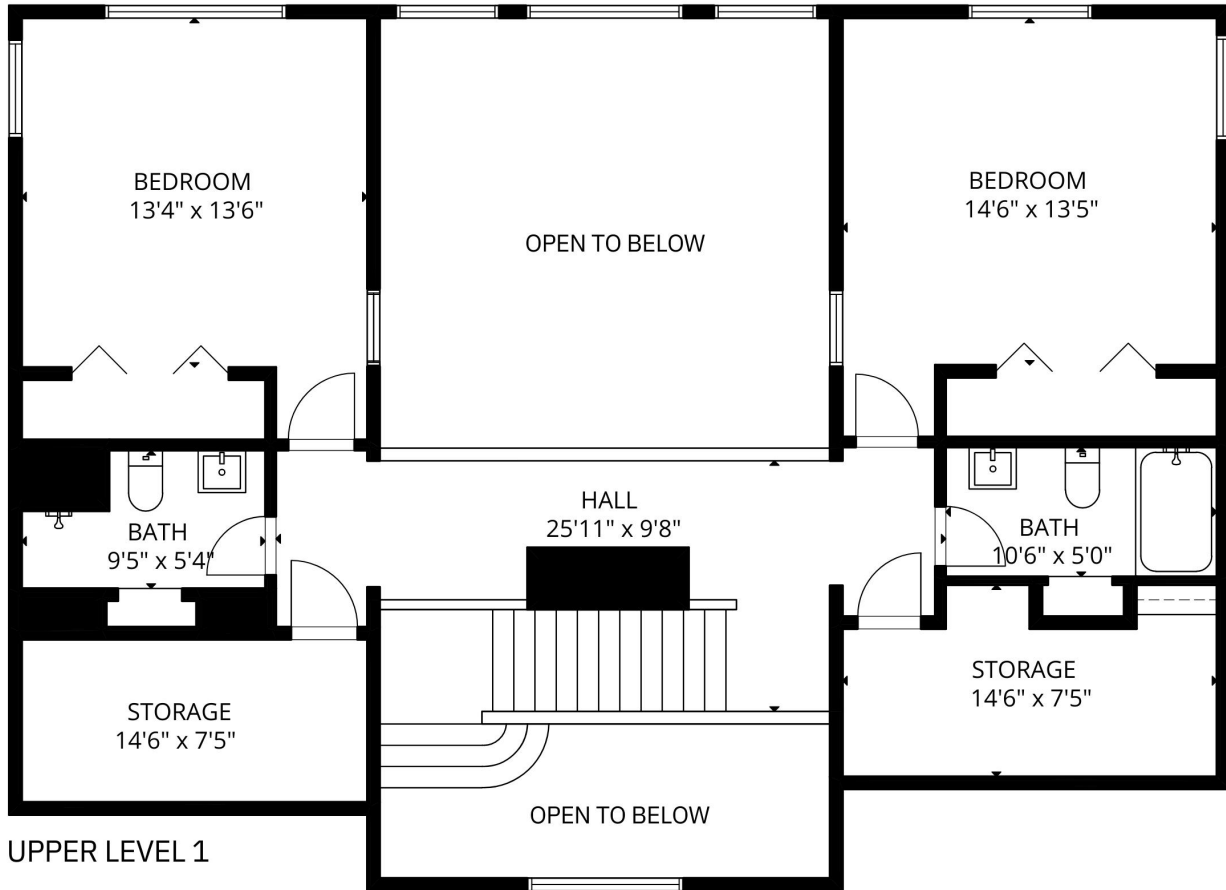 BEDROOM
13'4" x 13'6"
OPEN TO BELOW
BEDROOM
14'6" x 13'5"
HALL
25'11" x 9'8"
BATH
9'5" x 5'4"
BATH
10'6" x 5'0"
STORAGE
14'6" x 7'5"
STORAGE
14'6" x 7'5"
OPEN TO BELOW
UPPER LEVEL 1